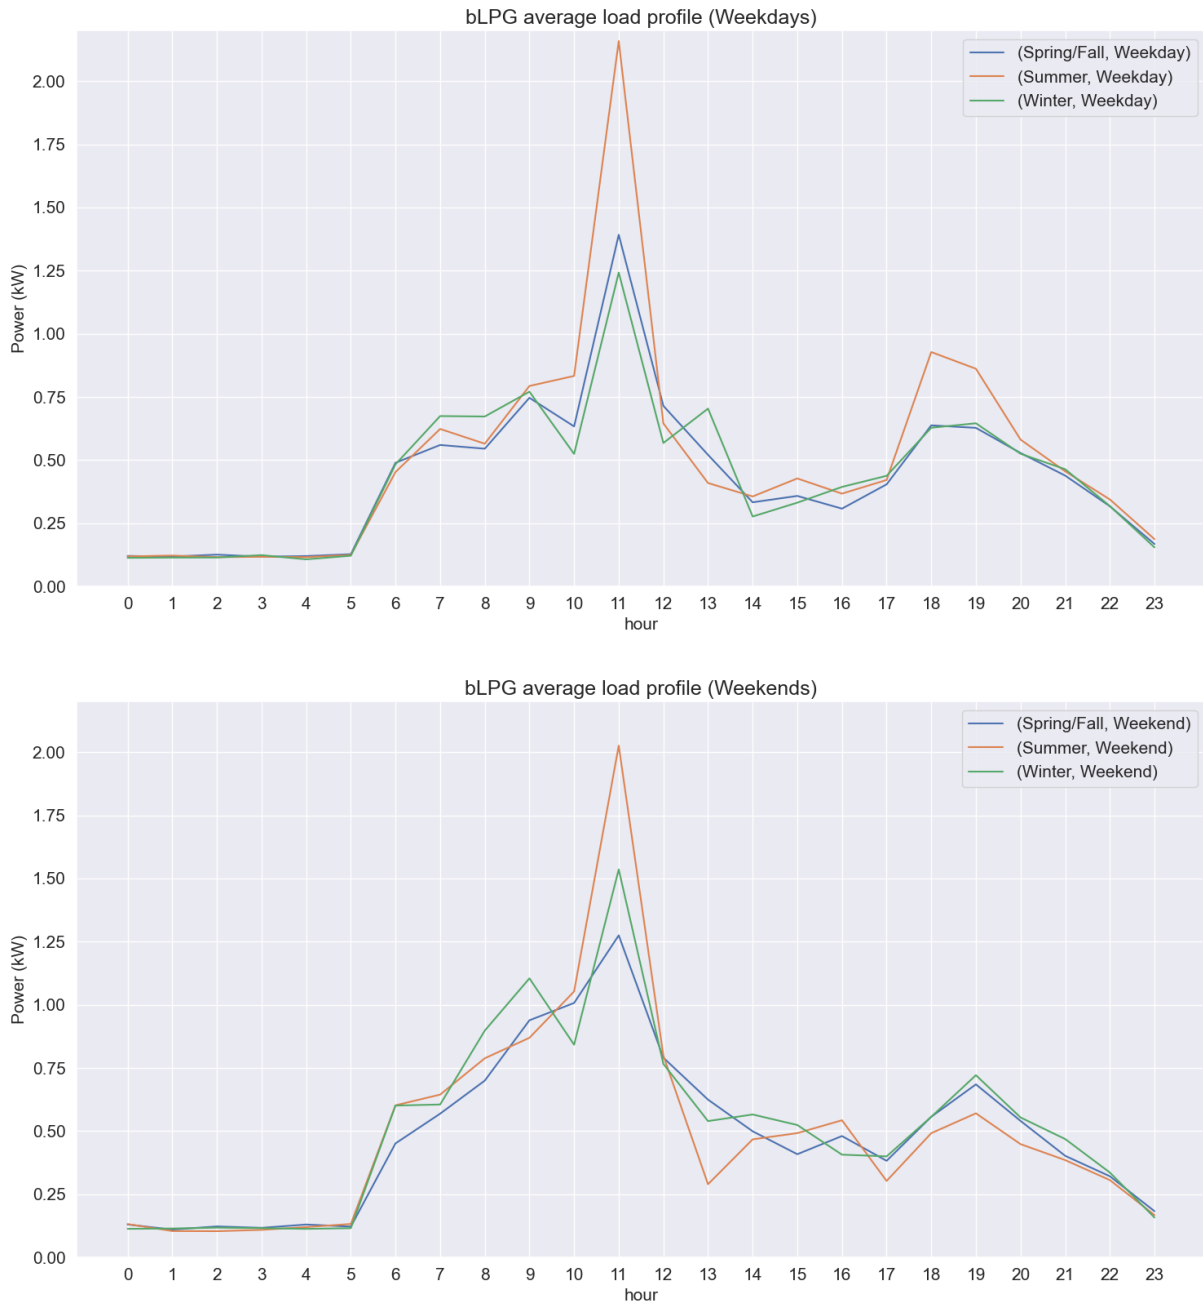 bLPG average load profile (Weekdays)
(Spring/Fall, Weekday)
(Summer, Weekday)
(Winter, Weekday)
2.00
1.75
1.50
1.25
1.00
0.75
0.50
0.25
0.00
Power (kW)
0 1 2 3 4 5 6 7 8 9 10 11 12 13 14 15 16 17 18 19 20 21 22 23
hour
bLPG average load profile (Weekends)
(Spring/Fall, Weekend)
(Summer, Weekend)
(Winter, Weekend)
2.00
1.75
1.50
1.25
1.00
0.75
0.50
0.25
0.00
Power (kW)
0 1 2 3 4 5 6 7 8 9 10 11 12 13 14 15 16 17 18 19 20 21 22 23
hour